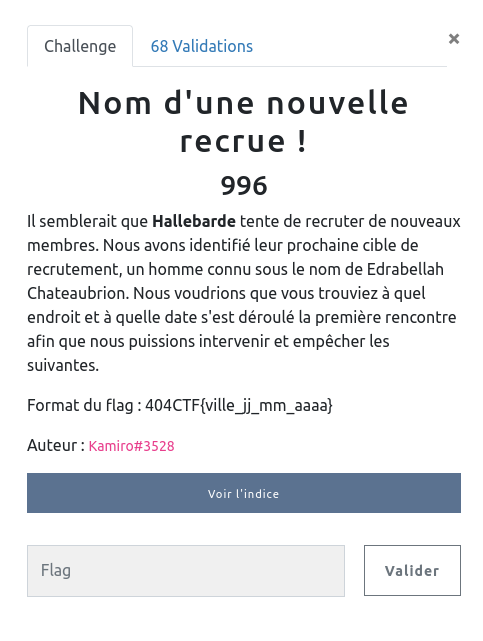 Challenge
68 Validations
×
Nom d'une nouvelle
recrue !
996
Il semblerait que Hallebarde tente de recruter de nouveaux
membres. Nous avons identifié leur prochaine cible de
recrutement, un homme connu sous le nom de Edrabellah
Chateaubrion. Nous voudrions que vous trouviez à quel
endroit et à quelle date s'est déroulé la première rencontre
afin que nous puissions intervenir et empêcher les
suivantes.
Format du flag : 404CTF{ville_jj_mm_aaaa}
Auteur : Kamiro#3528
Voir l'indice
Flag
Valider